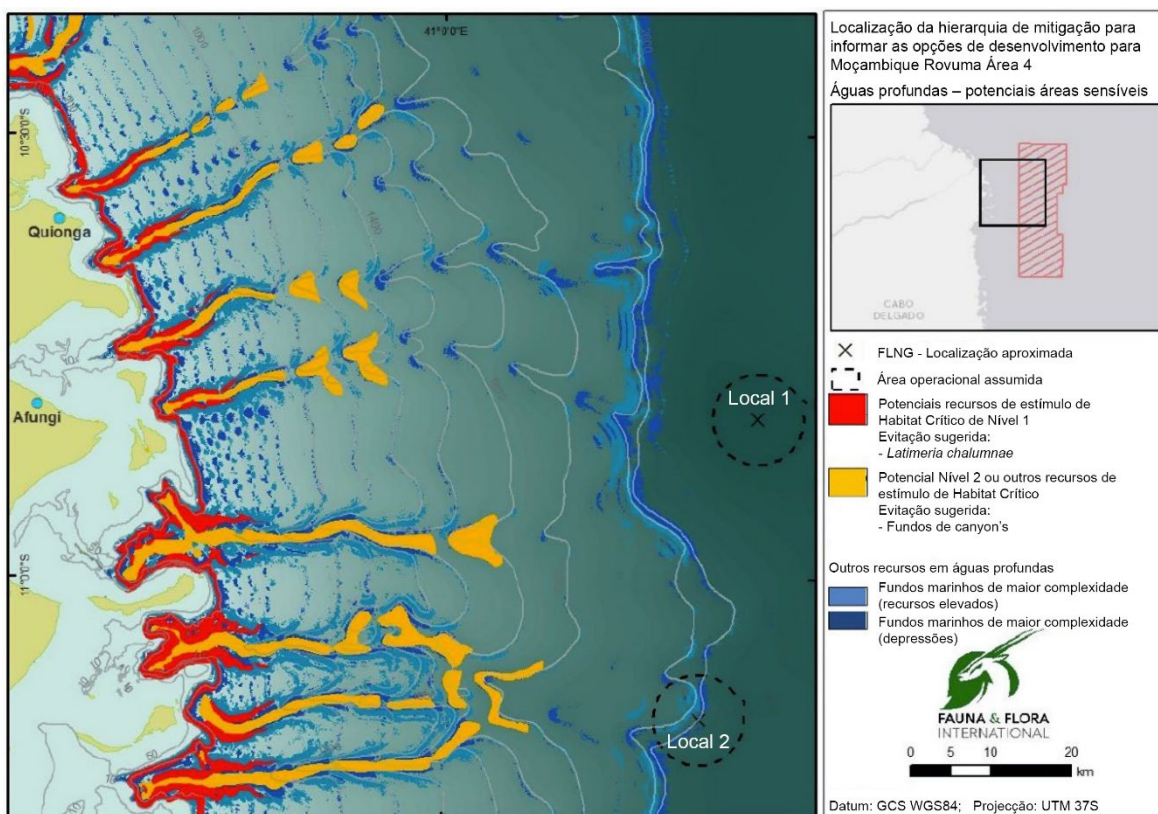 41°0'0"E
10°30'0"S
Quionga
Afungi
11°0'0"S
Local 1
Local 2
1000
1400
2000
50
50
Localização da hierarquia de mitigação para
informar as opções de desenvolvimento para
Moçambique Rovuma Área 4
Águas profundas – potenciais áreas sensíveis
CABO
DELGADO
FLNG - Localização aproximada
Área operacional assumida
Potenciais recursos de estímulo de
Habitat Crítico de Nível 1
Evitação sugerida:
- Latimeria chalumnae
Potencial Nível 2 ou outros recursos de
estímulo de Habitat Crítico
Evitação sugerida:
- Fundos de canyon's
Outros recursos em águas profundas
Fundos marinhos de maior complexidade
(recursos elevados)
Fundos marinhos de maior complexidade
(depressões)
FAUNA & FLORA
INTERNATIONAL
0 5 10 20
km
Datum: GCS WGS84; Projecção: UTM 37S